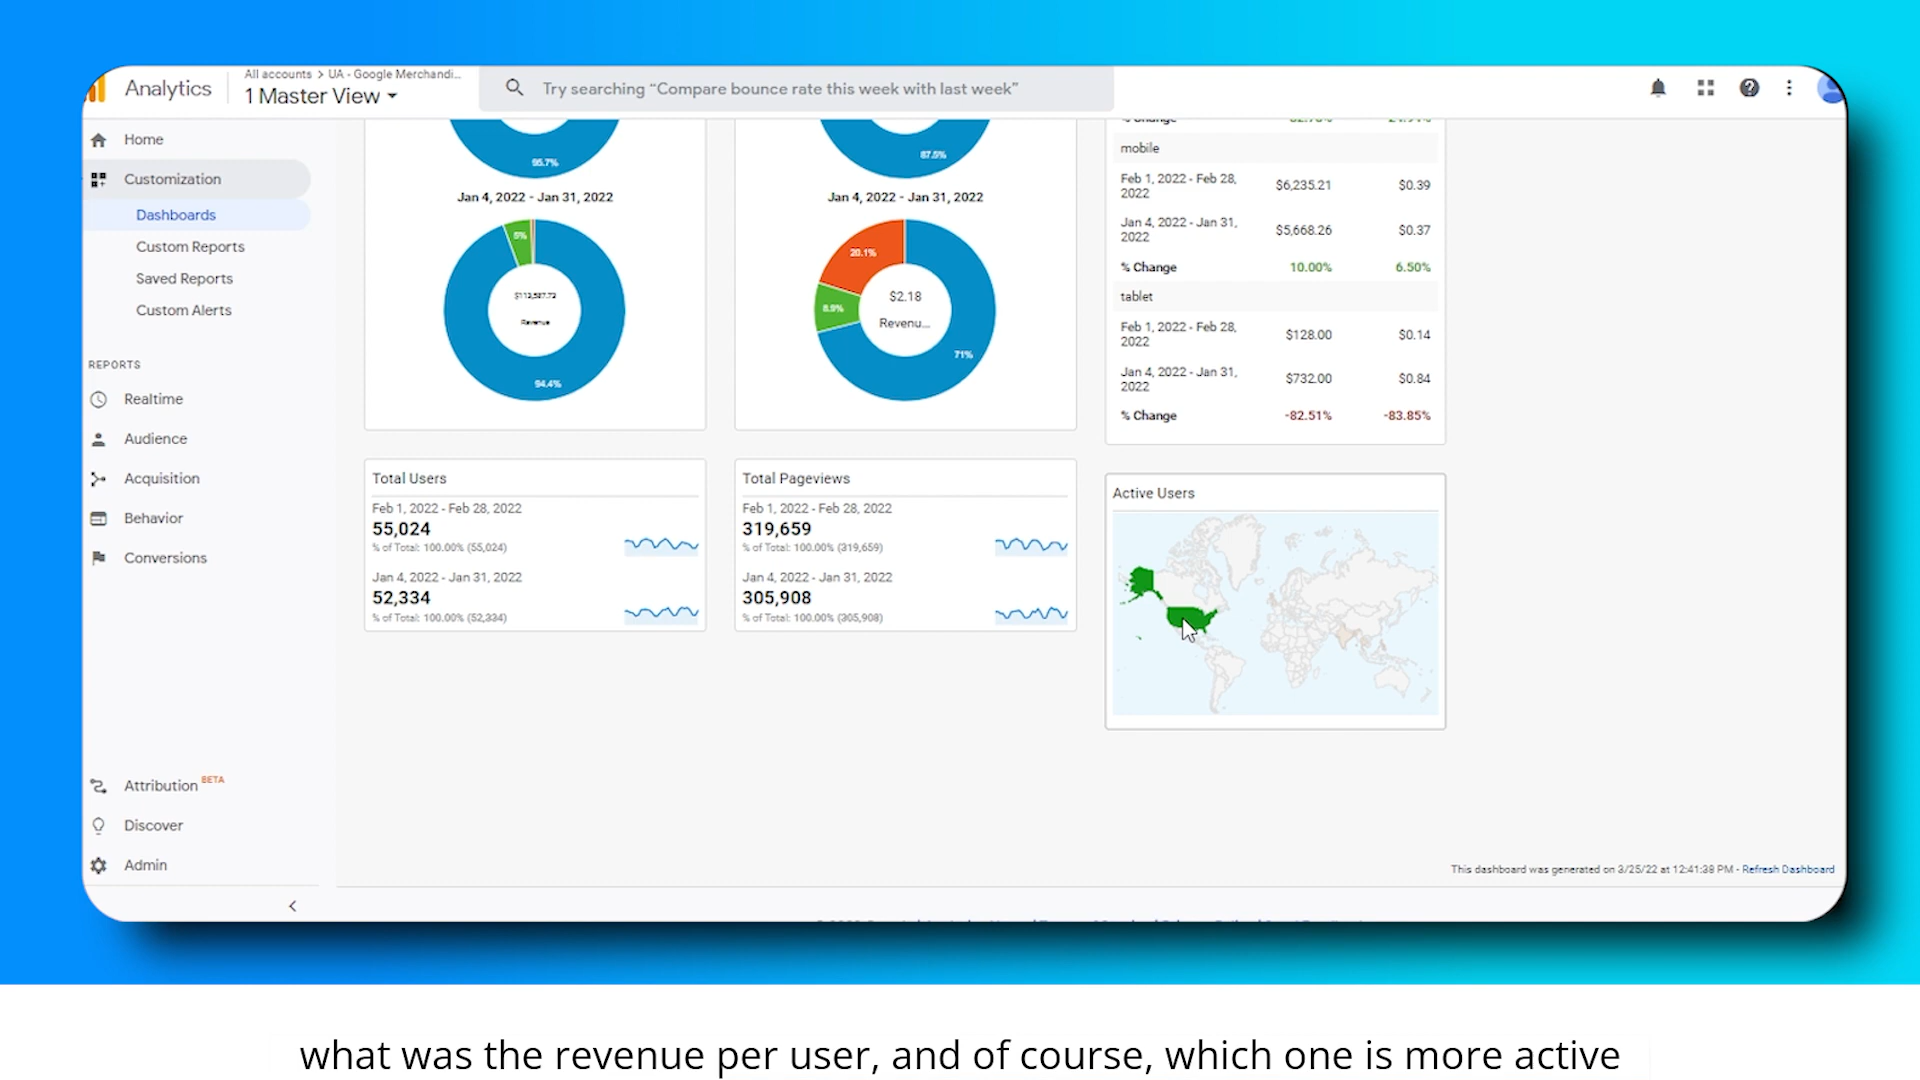 Analytics
All accounts > UA - Google Merchandi...
1 Master View
Try searching “Compare bounce rate this week with last week”
Home
Customization
Dashboards
Custom Reports
Saved Reports
Custom Alerts
REPORTS
Realtime
Audience
Acquisition
Behavior
Conversions
Attribution BETA
Discover
Admin
95.7%
Jan 4, 2022 - Jan 31, 2022
5%
Revenue
94.4%
87.5%
Jan 4, 2022 - Jan 31, 2022
20.1%
8.9%
$2.18
Revenu...
71%
% Change
mobile
Feb 1, 2022 - Feb 28, 2022 $6,235.21 $0.39
Jan 4, 2022 - Jan 31, 2022 $5,668.26 $0.37
% Change 10.00% 6.50%
tablet
Feb 1, 2022 - Feb 28, 2022 $128.00 $0.14
Jan 4, 2022 - Jan 31, 2022 $732.00 $0.84
% Change -82.51% -83.85%
Total Users
Feb 1, 2022 - Feb 28, 2022
55,024
% of Total: 100.00% (55,024)
Jan 4, 2022 - Jan 31, 2022
52,334
% of Total: 100.00% (52,334)
Total Pageviews
Feb 1, 2022 - Feb 28, 2022
319,659
% of Total: 100.00% (319,659)
Jan 4, 2022 - Jan 31, 2022
305,908
% of Total: 100.00% (305,908)
Active Users
This dashboard was generated on 3/25/22 at 12:41:38 PM - Refresh Dashboard
what was the revenue per user, and of course, which one is more active